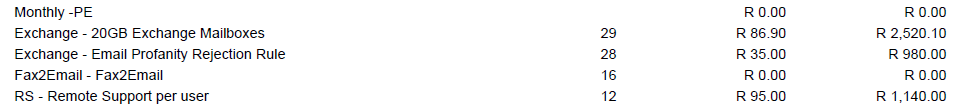 Monthly -PE R 0.00 R 0.00
Exchange - 20GB Exchange Mailboxes 29 R 86.90 R 2,520.10
Exchange - Email Profanity Rejection Rule 28 R 35.00 R 980.00
Fax2Email - Fax2Email 16 R 0.00 R 0.00
RS - Remote Support per user 12 R 95.00 R 1,140.00